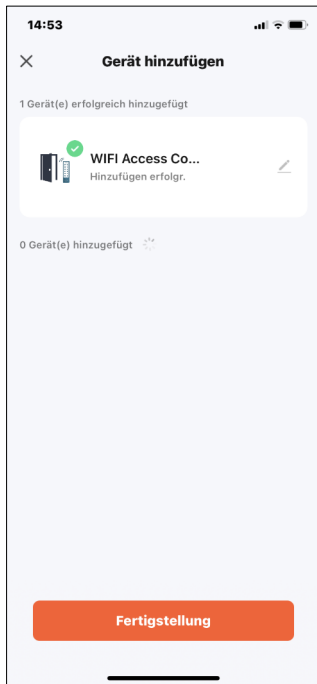 14:53
Gerät hinzufügen
1 Gerät(e) erfolgreich hinzugefügt
WIFI Access Co...
Hinzufügen erfolgr.
0 Gerät(e) hinzugefügt
Fertigstellung